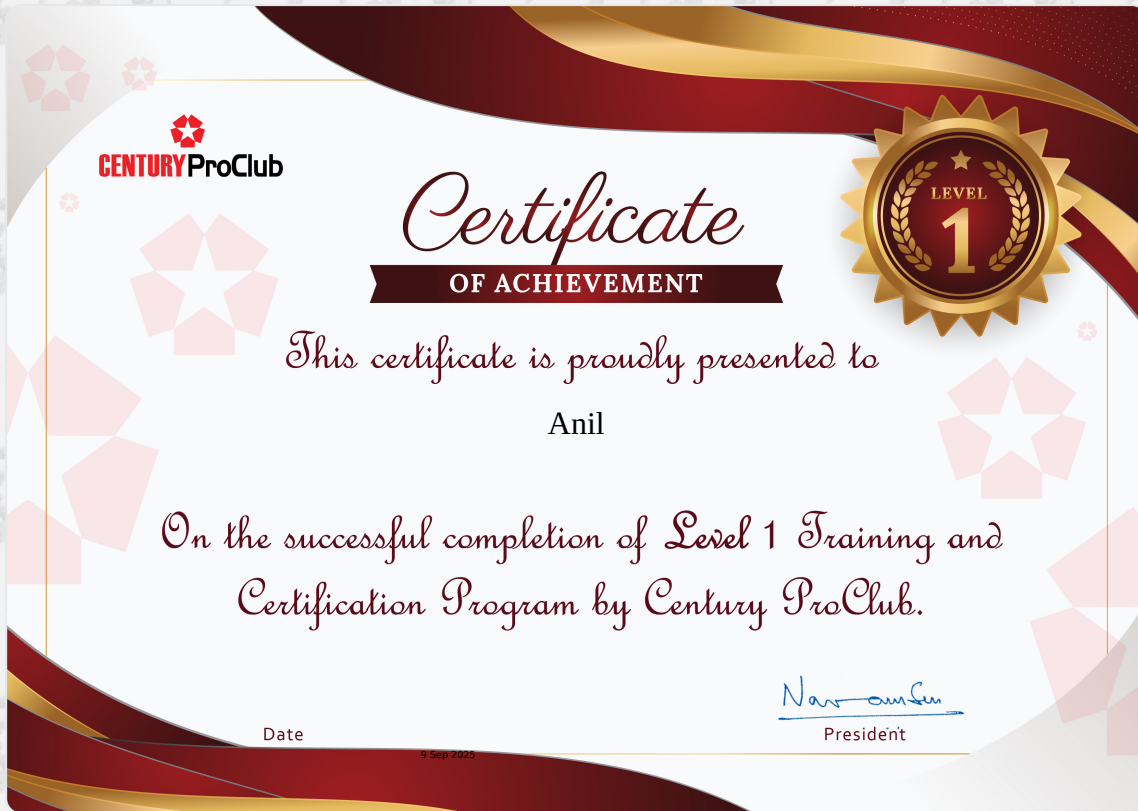 CENTURY ProClub
LEVEL
1
Certificate
OF ACHIEVEMENT
This certificate is proudly presented to
Anil
On the successful completion of Level 1 Training and
Certification Program by Century ProClub.
Date
9 Sep 2025
President